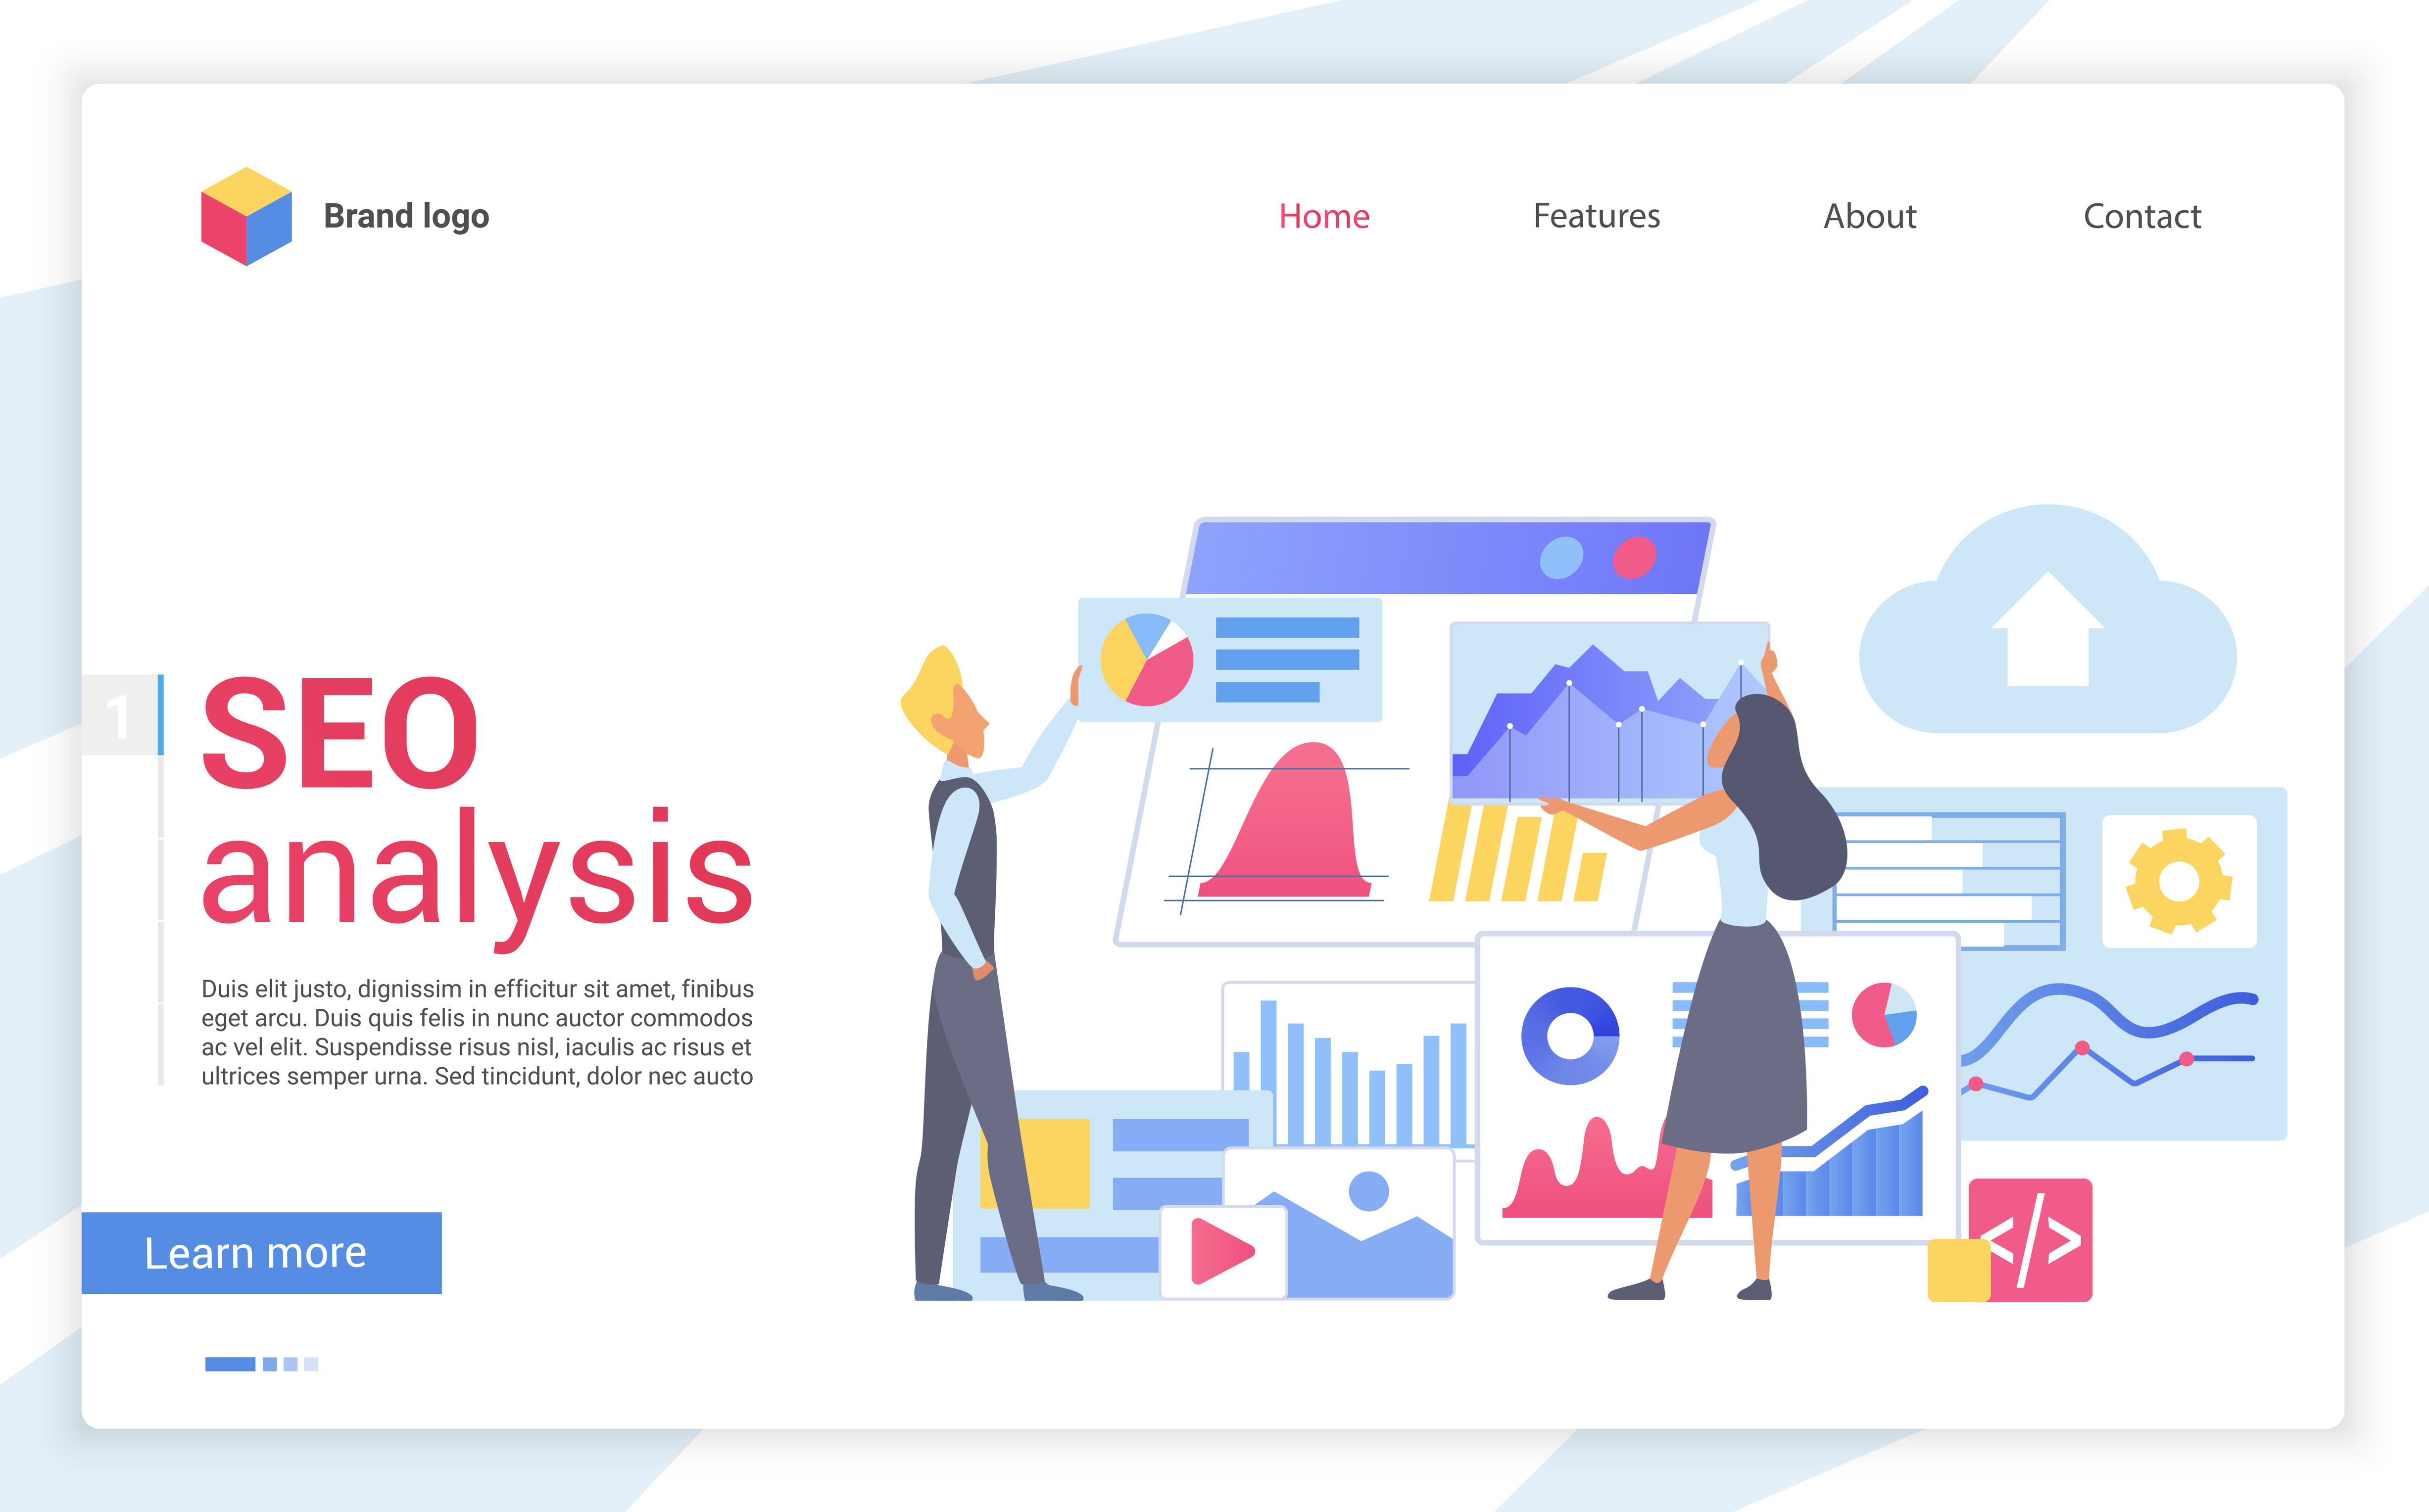 Brand logo
Home
Features
About
Contact
1
SEO
analysis
Duis elit justo, dignissim in efficitur sit amet, finibus
eget arcu. Duis quis felis in nunc auctor commodos
ac vel elit. Suspendisse risus nisl, iaculis ac risus et
ultrices semper urna. Sed tincidunt, dolor nec aucto
Learn more
</>